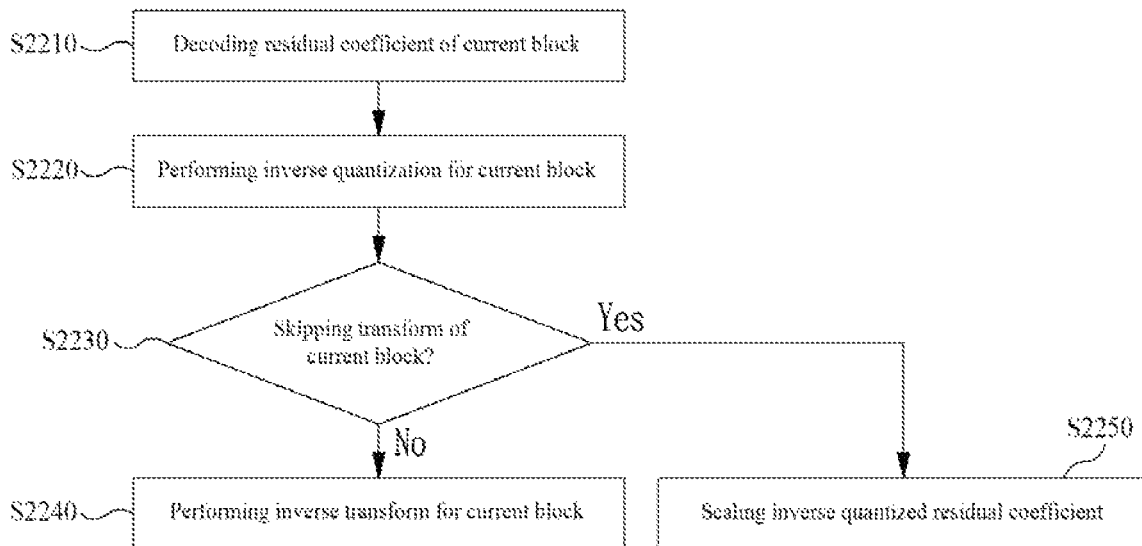 S2210
Decoding residual coefficient of current block
S2220
Performing inverse quantization for current block
S2230
Skipping transform of
current block?
Yes
No
S2250
S2240
Performing inverse transform for current block
Scaling inverse quantized residual coefficient